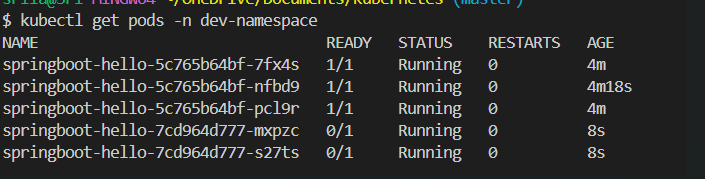 $ kubectl get pods -n dev-namespace
NAME READY STATUS RESTARTS AGE
springboot-hello-5c765b64bf-7fx4s 1/1 Running 0 4m
springboot-hello-5c765b64bf-nfbd9 1/1 Running 0 4m18s
springboot-hello-5c765b64bf-pcl9r 1/1 Running 0 4m
springboot-hello-7cd964d777-mxpzc 0/1 Running 0 8s
springboot-hello-7cd964d777-s27ts 0/1 Running 0 8s